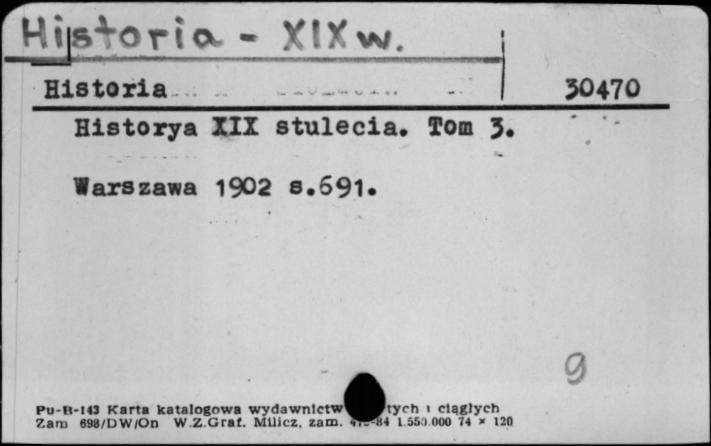 Historia - XIX w.
Historia 30470
Historya XIX stulecia. Tom 3.
Warszawa 1902 s.691.
9
Pu-B-143 Karta katalogowa wydawnictw tych i ciągłych
Zam 698/DW/On W.Z.Graf. Milicz, zam. 84 1.550.000 74 × 120